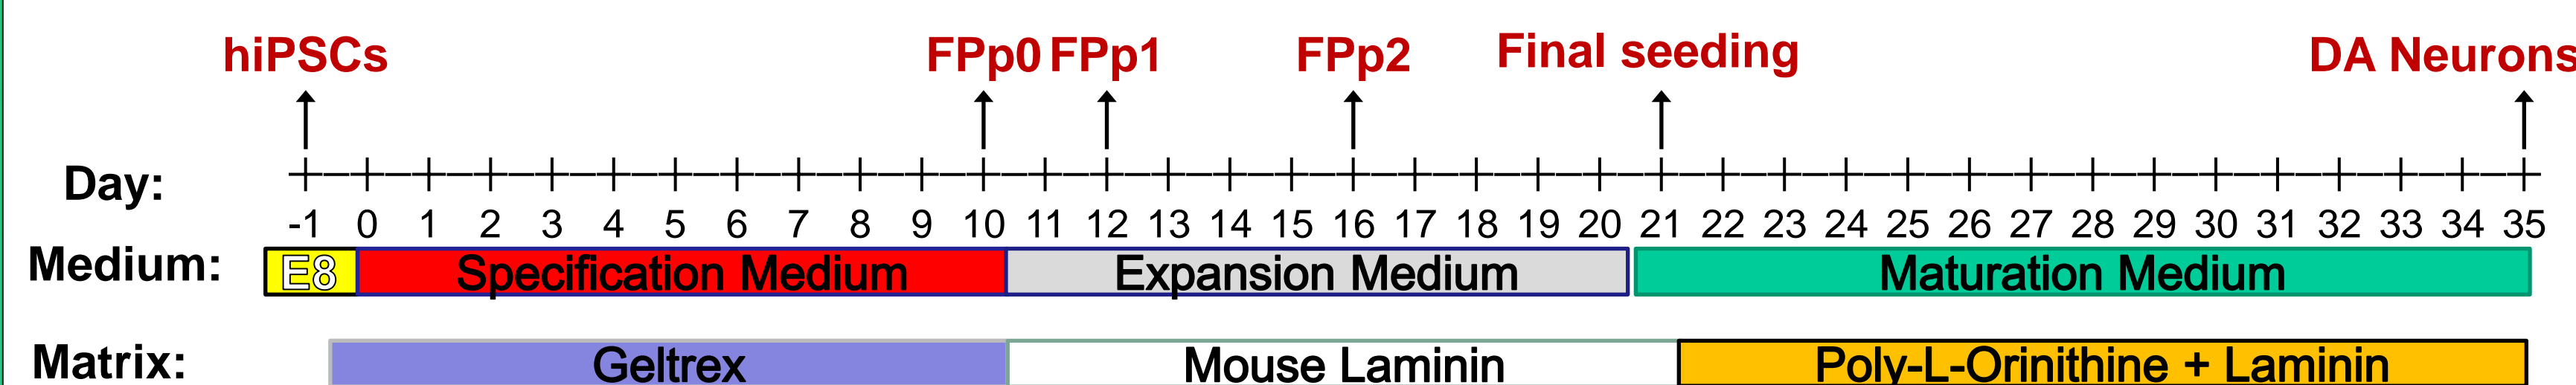 hiPSCs FPp0 FPp1 FPp2 Final seeding DA Neurons
Day:
-1 0 1 2 3 4 5 6 7 8 9 10 11 12 13 14 15 16 17 18 19 20 21 22 23 24 25 26 27 28 29 30 31 32 33 34 35
Medium: E8 Specification Medium Expansion Medium Maturation Medium
Matrix: Geltrex Mouse Laminin Poly-L-Orinithine + Laminin